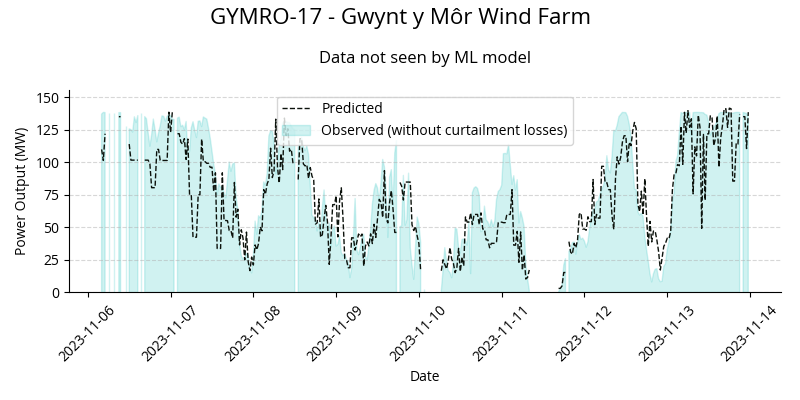 GYMRO-17 - Gwynt y Môr Wind Farm
Data not seen by ML model
Predicted
Observed (without curtailment losses)
Power Output (MW)
150
125
100
75
50
25
0
2023-11-06
2023-11-07
2023-11-08
2023-11-09
2023-11-10
2023-11-11
2023-11-12
2023-11-13
2023-11-14
Date